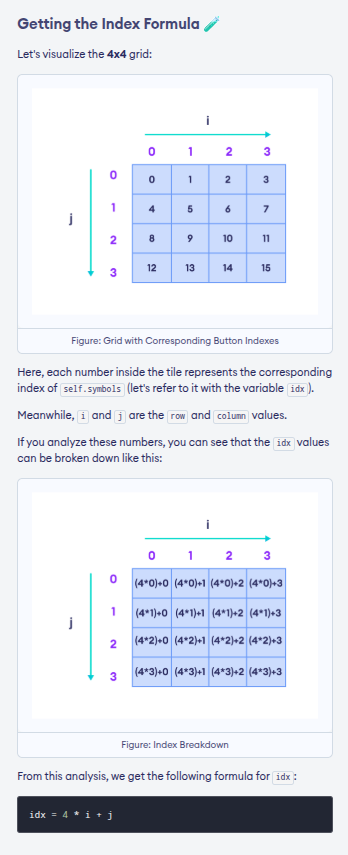 Getting the Index Formula 🧪
Let's visualize the 4x4 grid:
i
0 1 2 3
0 0 1 2 3
j
1 4 5 6 7
2 8 9 10 11
3 12 13 14 15
Figure: Grid with Corresponding Button Indexes
Here, each number inside the tile represents the corresponding
index of self.symbols (let's refer to it with the variable idx ).
Meanwhile, i and j are the row and column values.
If you analyze these numbers, you can see that the idx values
can be broken down like this:
i
0 1 2 3
0 (4*0)+0 (4*0)+1 (4*0)+2 (4*0)+3
j
1 (4*1)+0 (4*1)+1 (4*1)+2 (4*1)+3
2 (4*2)+0 (4*2)+1 (4*2)+2 (4*2)+3
3 (4*3)+0 (4*3)+1 (4*3)+2 (4*3)+3
Figure: Index Breakdown
From this analysis, we get the following formula for idx :
idx = 4 * i + j